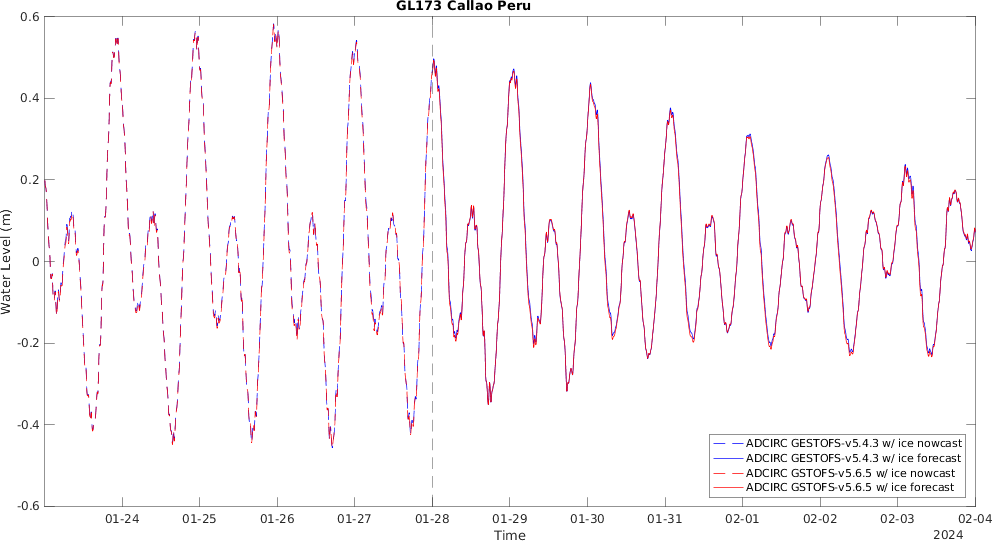 GL173 Callao Peru
0.6
0.4
0.2
0
-0.2
-0.4
-0.6
Water Level (m)
ADCIRC GESTOFS-v5.4.3 w/ ice nowcast
ADCIRC GESTOFS-v5.4.3 w/ ice forecast
ADCIRC GSTOFS-v5.6.5 w/ ice nowcast
ADCIRC GSTOFS-v5.6.5 w/ ice forecast
01-24 01-25 01-26 01-27 01-28 01-29 01-30 01-31 02-01 02-02 02-03 02-04
Time
2024